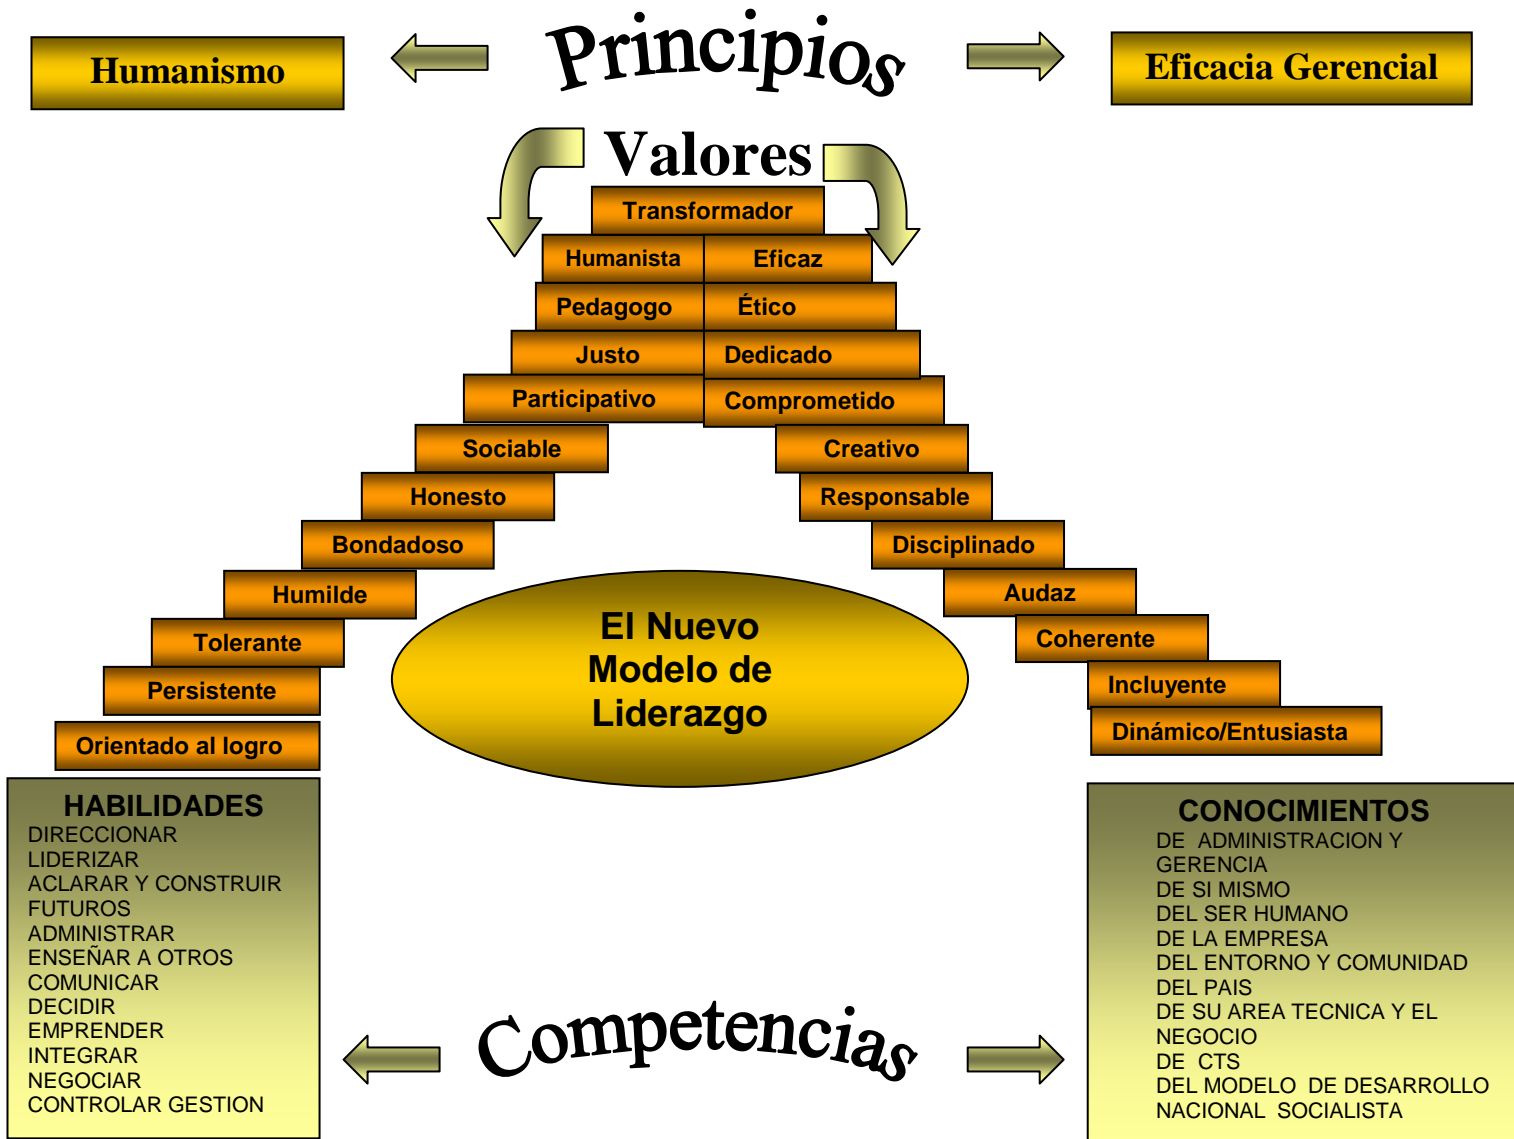 Principios
Humanismo
Eficacia Gerencial
Valores
Transformador
Humanista
Eficaz
Pedagogo
Ético
Justo
Dedicado
Participativo
Comprometido
Sociable
Creativo
Honesto
Responsable
Bondadoso
Disciplinado
Humilde
Audaz
Tolerante
Coherente
Persistente
Incluyente
Orientado al logro
Dinámico/Entusiasta
El Nuevo
Modelo de
Liderazgo
HABILIDADES
DIRECCIONAR
LIDERIZAR
ACLARAR Y CONSTRUIR
FUTUROS
ADMINISTRAR
ENSEÑAR A OTROS
COMUNICAR
DECIDIR
EMPRENDER
INTEGRAR
NEGOCIAR
CONTROLAR GESTION
Competencias
CONOCIMIENTOS
DE ADMINISTRACION Y
GERENCIA
DE SI MISMO
DEL SER HUMANO
DE LA EMPRESA
DEL ENTORNO Y COMUNIDAD
DEL PAIS
DE SU AREA TECNICA Y EL
NEGOCIO
DE CTS
DEL MODELO DE DESARROLLO
NACIONAL SOCIALISTA